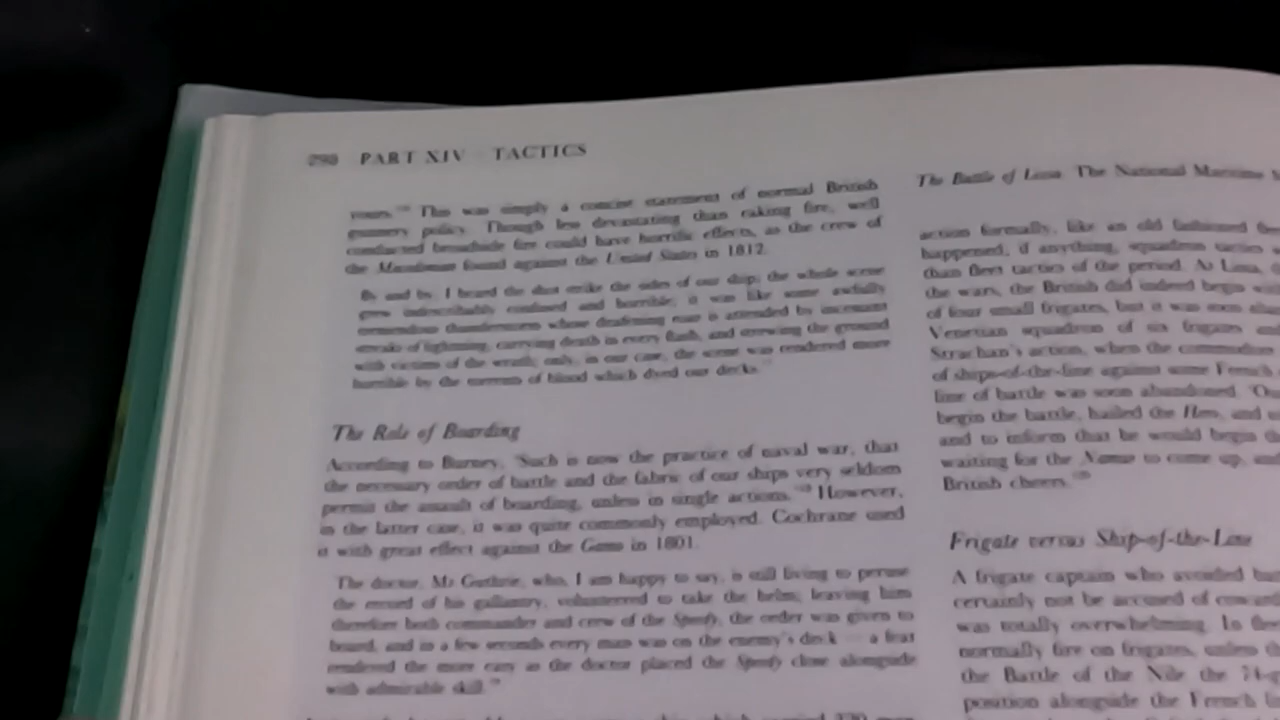 298 PART XIV TACTICS
yours. This was simply a concise statement of normal British
gunnery policy. Though less devastating than raking fire, well
conducted broadside fire could have horrific effects, as the crew of
the Macedonian found against the United States in 1812.
By and by, I heard the shot strike the sides of our ship; the whole scene
grew indescribably confused and horrible; it was like some awfully
tremendous thunderstorm whose deafening roar is attended by incessant
streaks of lightning, carrying death in every flash, and strewing the ground
with victims of the wrath; only, in our case, the scene was rendered more
horrible by the torrents of blood which dyed our decks.
The Role of Boarding
According to Burney, 'Such is now the practice of naval war, that
the necessary order of battle and the fabric of our ships very seldom
permit the assault of boarding, unless in single actions.' However,
in the latter case, it was quite commonly employed. Cochrane used
it with great effect against the Gamo in 1801.
The doctor, Mr Guthrie, who, I am happy to say, is still living to peruse
the record of his gallantry, volunteered to take the helm; leaving him
therefore both commander and crew of the Speedy, the order was given to
board, and in a few seconds every man was on the enemy's deck – a feat
rendered the more easy as the doctor placed the Speedy close alongside
with admirable skill.
The Battle of Lissa. The National Maritime
action formally, like an old fashioned
happened, if anything, squadron tactics
than fleet tactics of the period. At Lissa,
the wars, the British did indeed begin
of four small frigates, but it was soon
Venetian squadron of six frigates
Strachan's action, when the commodore
of ships-of-the-line against some French
line of battle was soon abandoned.
begin the battle, hailed the Hero, and
and to inform that he would begin
waiting for the Namur to come up, and
British cheers.
Frigate versus Ship-of-the-Line
A frigate captain who avoided
certainly not be accused of
was totally overwhelming. In
normally fire on frigates, unless
the Battle of the Nile the
position alongside the French